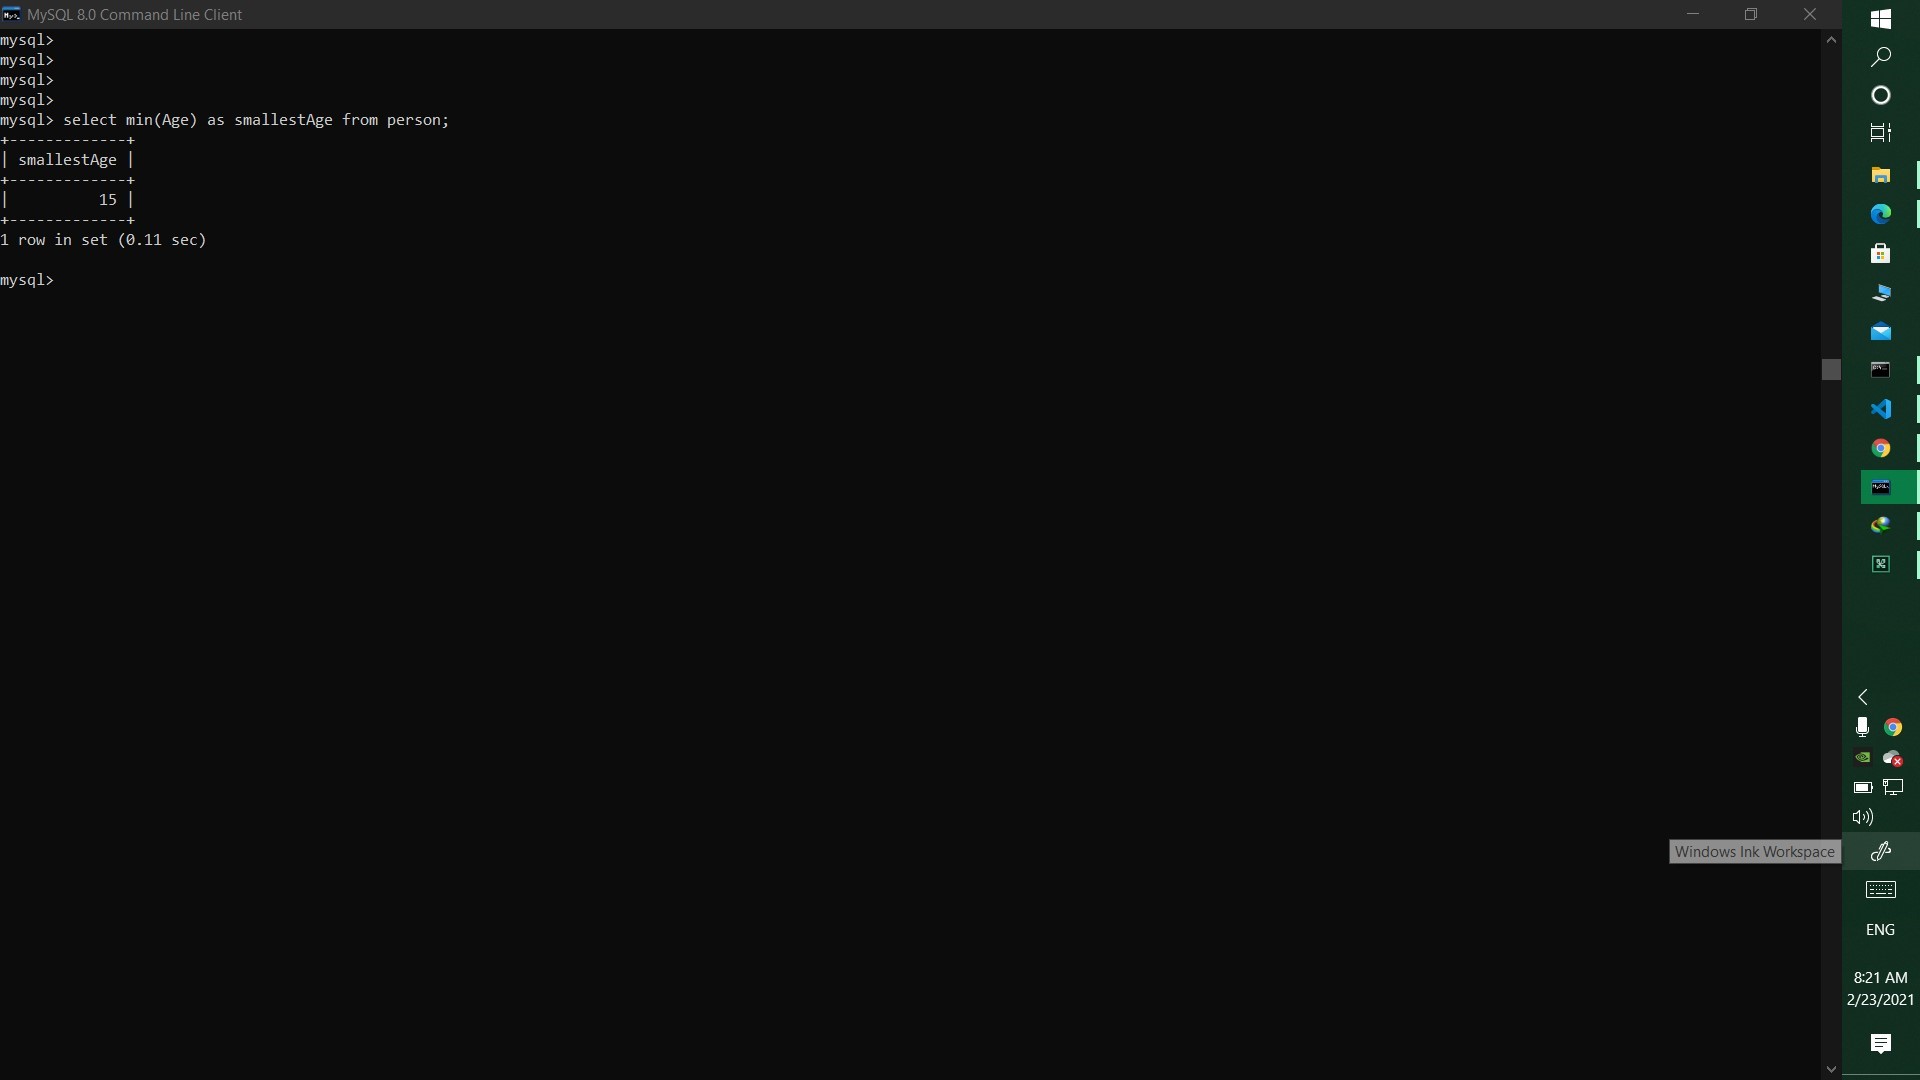 MySQL 8.0 Command Line Client
mysql>
mysql>
mysql>
mysql>
mysql> select min(Age) as smallestAge from person;
+-------------+
| smallestAge |
+-------------+
|          15 |
+-------------+
1 row in set (0.11 sec)
mysql>
Windows Ink Workspace
ENG
8:21 AM
2/23/2021